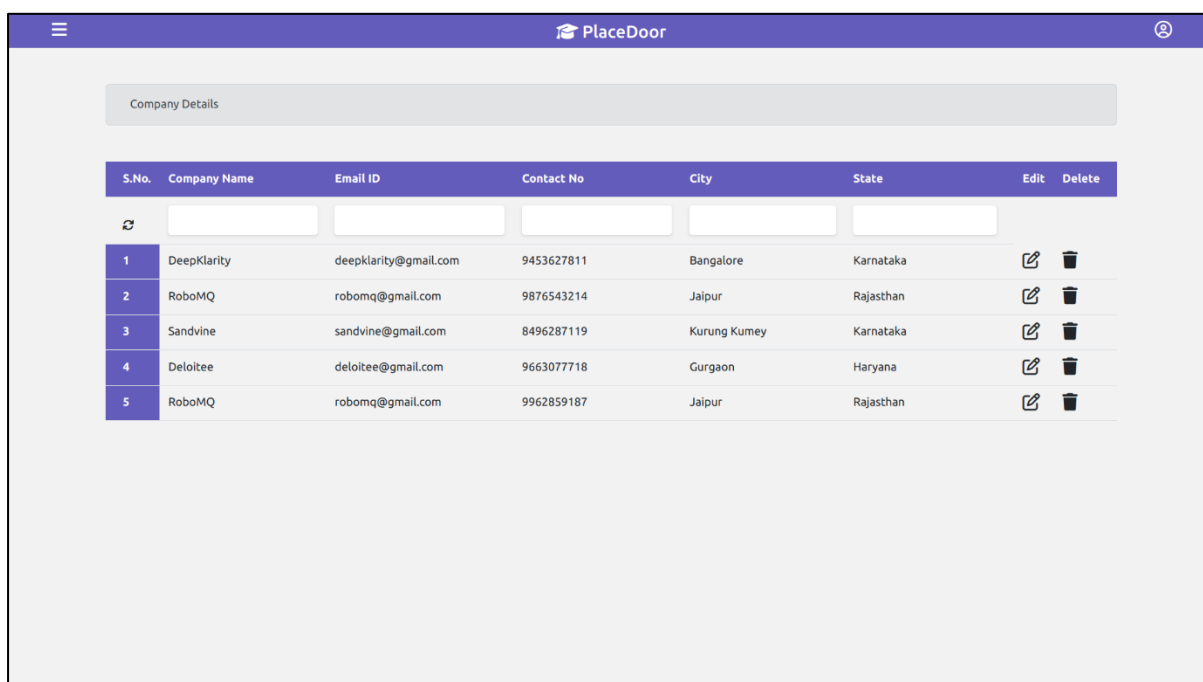 PlaceDoor
Company Details
S.No. Company Name Email ID Contact No City State Edit Delete
1 DeepKlarity deepklarity@gmail.com 9453627811 Bangalore Karnataka
2 RoboMQ robomq@gmail.com 9876543214 Jaipur Rajasthan
3 Sandvine sandvine@gmail.com 8496287119 Kurung Kumey Karnataka
4 Deloitee deloitee@gmail.com 9663077718 Gurgaon Haryana
5 RoboMQ robomq@gmail.com 9962859187 Jaipur Rajasthan